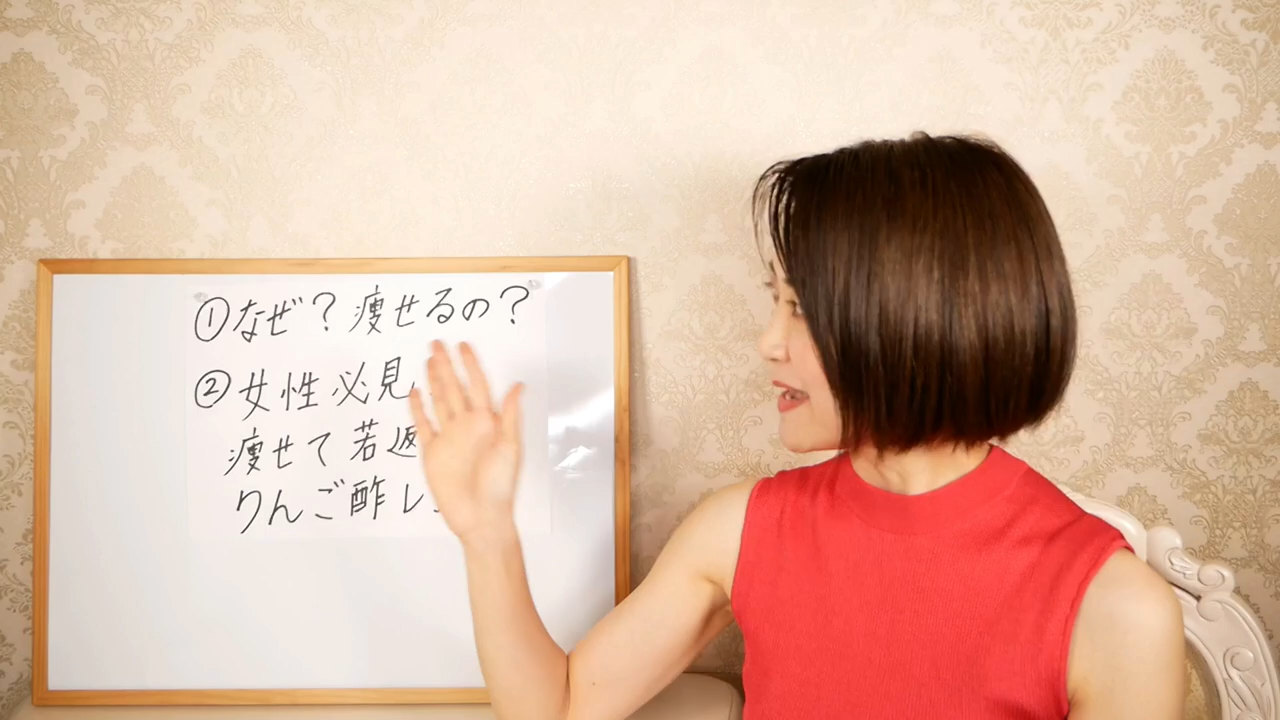 ①なぜ？痩せるの？
②女性必見
痩せて若返
りんご酢レ